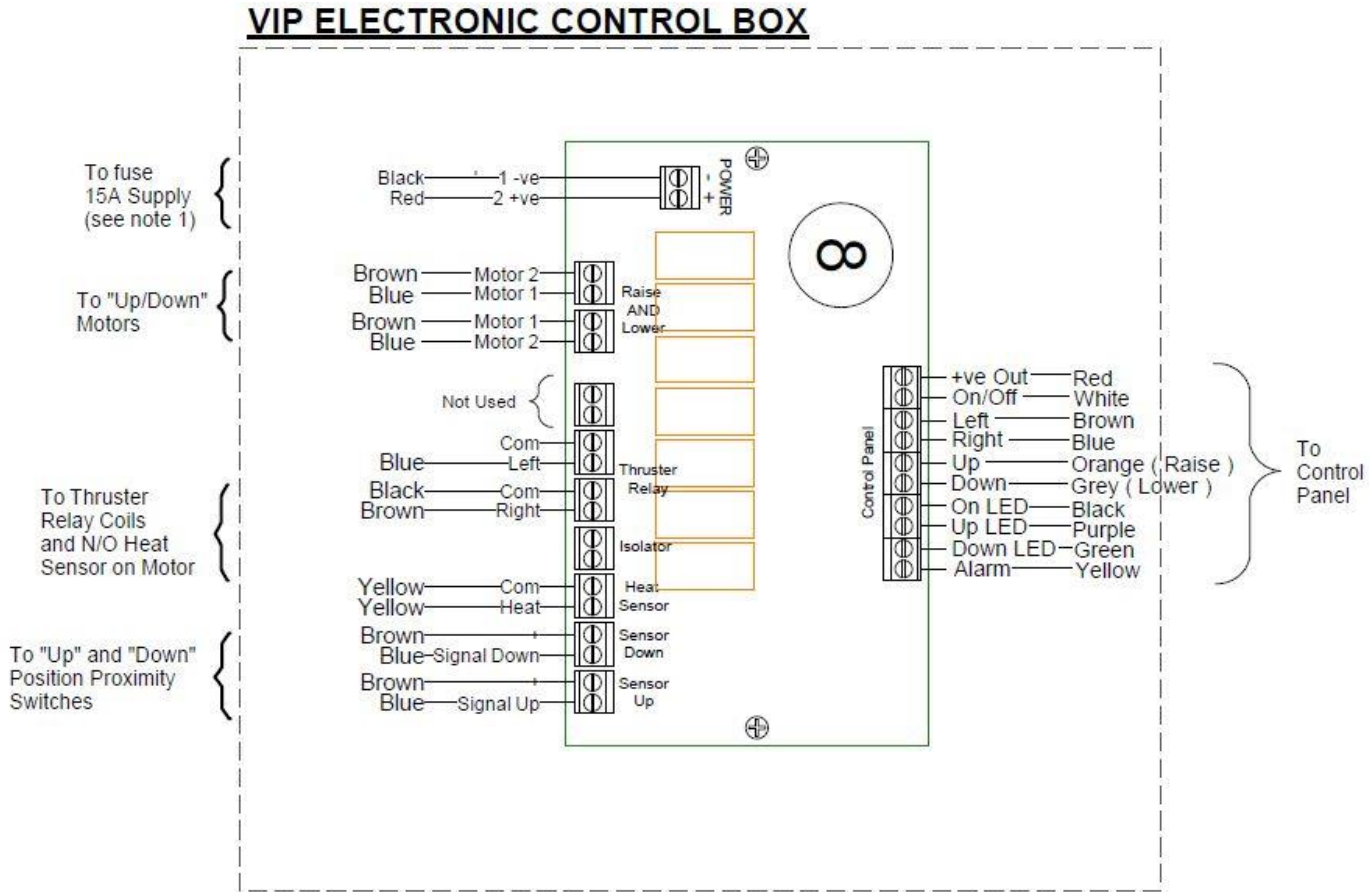 VIP ELECTRONIC CONTROL BOX
To fuse
15A Supply
(see note 1)
Black 1 -ve
Red 2 +ve
- +
POWER
8
To "Up/Down"
Motors
Brown Motor 2
Blue Motor 1
Brown Motor 1
Blue Motor 2
Raise
AND
Lower
Not Used
Com
Blue Left
Black Com
Brown Right
Thruster
Relay
To Thruster
Relay Coils
and N/O Heat
Sensor on Motor
Isolator
Yellow Com
Yellow Heat
Heat
Sensor
To "Up" and "Down"
Position Proximity
Switches
Brown +
Blue Signal Down
Sensor
Down
Brown +
Blue Signal Up
Sensor
Up
Control Panel
+ve Out Red
On/Off White
Left Brown
Right Blue
Up Orange ( Raise )
Down Grey ( Lower )
On LED Black
Up LED Purple
Down LED Green
Alarm Yellow
To
Control
Panel